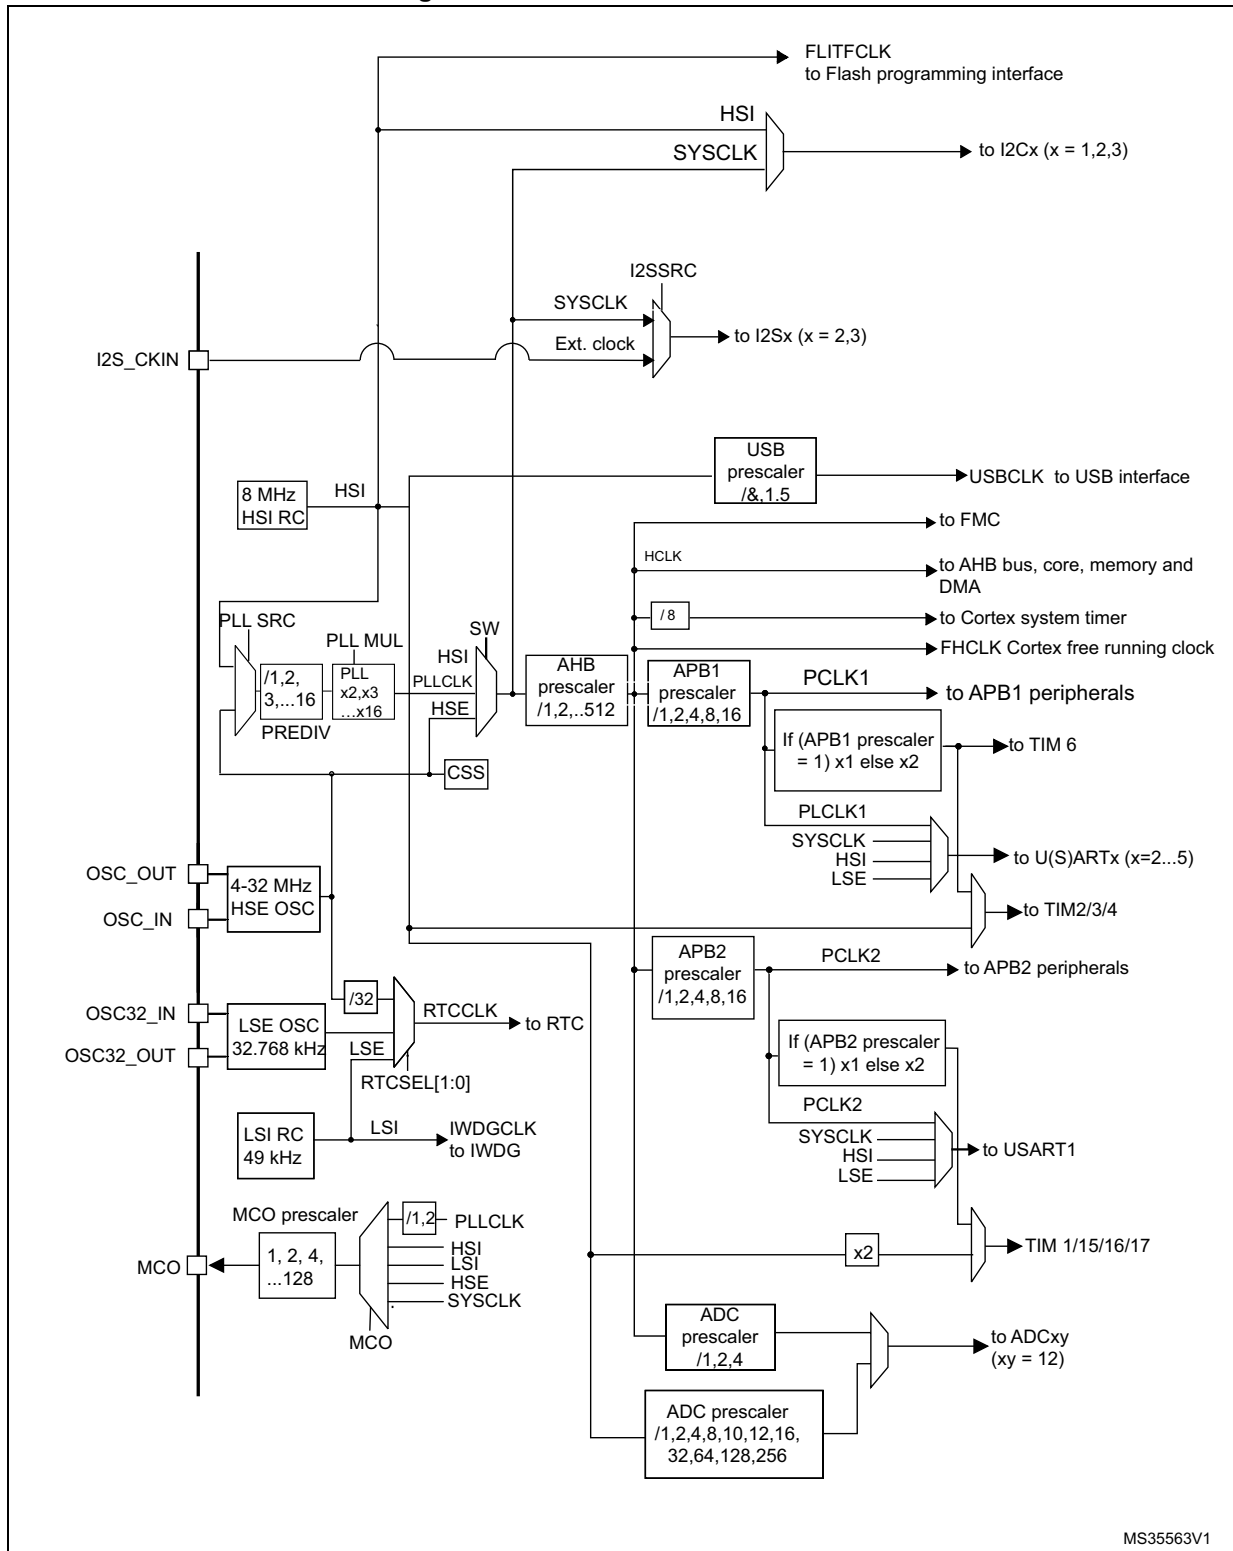 FLITFCLK
to Flash programming interface
HSI
SYSCLK
to I2Cx (x = 1,2,3)
I2SSRC
SYSCLK
to I2Sx (x = 2,3)
Ext. clock
I2S_CKIN
USB
prescaler
/&,1.5
USBCLK to USB interface
8 MHz
HSI RC
HSI
to FMC
HCLK
to AHB bus, core, memory and
DMA
/ 8
to Cortex system timer
FHCLK Cortex free running clock
PLL SRC
PLL MUL
SW
/1,2,
3,...16
PREDIV
PLL
x2,x3
...x16
HSI
PLLCLK
HSE
AHB
prescaler
/1,2,..512
APB1
prescaler
/1,2,4,8,16
PCLK1
to APB1 peripherals
If (APB1 prescaler
= 1) x1 else x2
to TIM 6
CSS
PLCLK1
SYSCLK
HSI
LSE
to U(S)ARTx (x=2...5)
OSC_OUT
OSC_IN
4-32 MHz
HSE OSC
to TIM2/3/4
APB2
prescaler
/1,2,4,8,16
PCLK2
to APB2 peripherals
/32
OSC32_IN
OSC32_OUT
LSE OSC
32.768 kHz
LSE
RTCCLK
to RTC
RTCSEL[1:0]
If (APB2 prescaler
= 1) x1 else x2
PCLK2
SYSCLK
HSI
LSE
to USART1
LSI RC
49 kHz
LSI
IWDGCLK
to IWDG
MCO prescaler
/1,2
PLLCLK
HSI
LSI
HSE
SYSCLK
MCO
1, 2, 4,
...128
MCO
x2
TIM 1/15/16/17
ADC
prescaler
/1,2,4
to ADCxy
(xy = 12)
ADC prescaler
/1,2,4,8,10,12,16,
32,64,128,256
MS35563V1